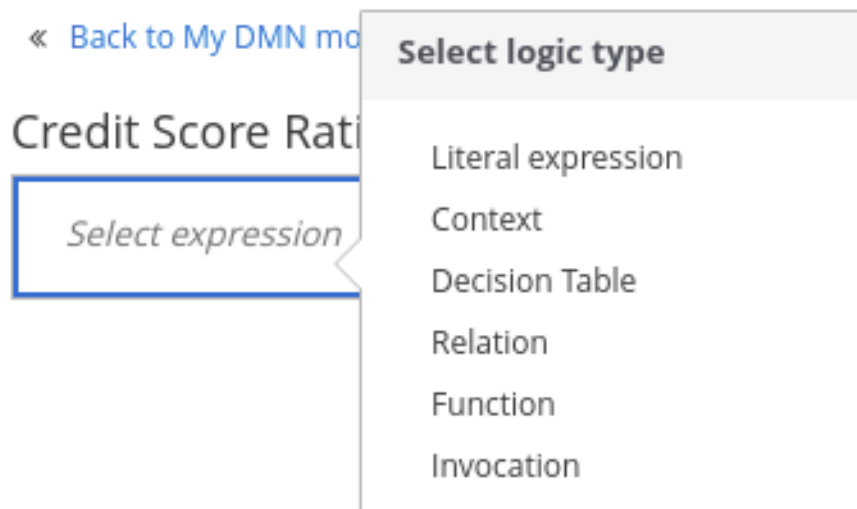 « Back to My DMN mo
Select logic type
Credit Score Rati
Select expression
Literal expression
Context
Decision Table
Relation
Function
Invocation